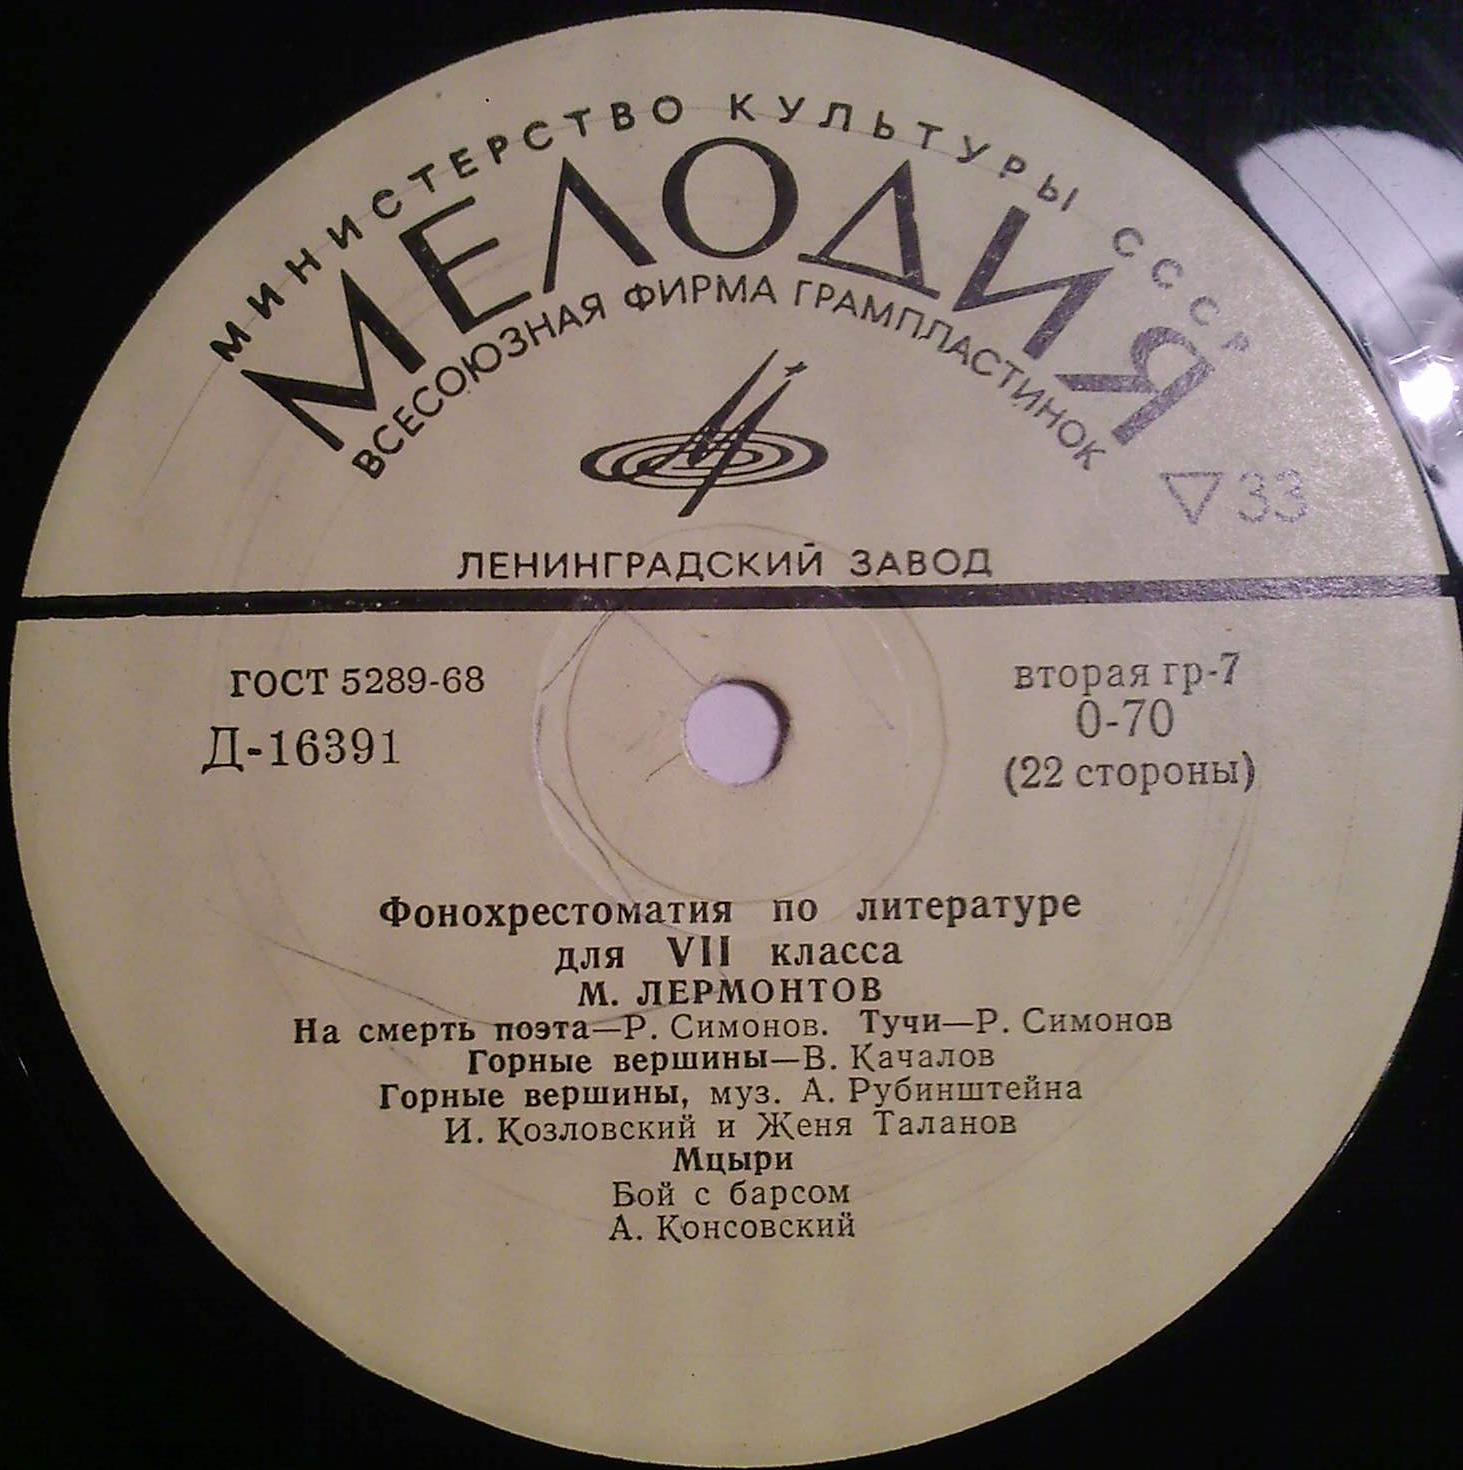 МИНИСТЕРСТВО КУЛЬТУРЫ СССР
МЕЛОДИЯ
ВСЕСОЮЗНАЯ ФИРМА ГРАМПЛАСТИНОК
33
ЛЕНИНГРАДСКИЙ ЗАВОД
ГОСТ 5289-68
Д-16391
вторая гр-7
0-70
(22 стороны)
Фонохрестоматия по литературе
для VII класса
М. ЛЕРМОНТОВ
На смерть поэта—Р. Симонов. Тучи—Р. Симонов
Горные вершины—В. Качалов
Горные вершины, муз. А. Рубинштейна
И. Козловский и Женя Таланов
Мцыри
Бой с барсом
А. Консовский